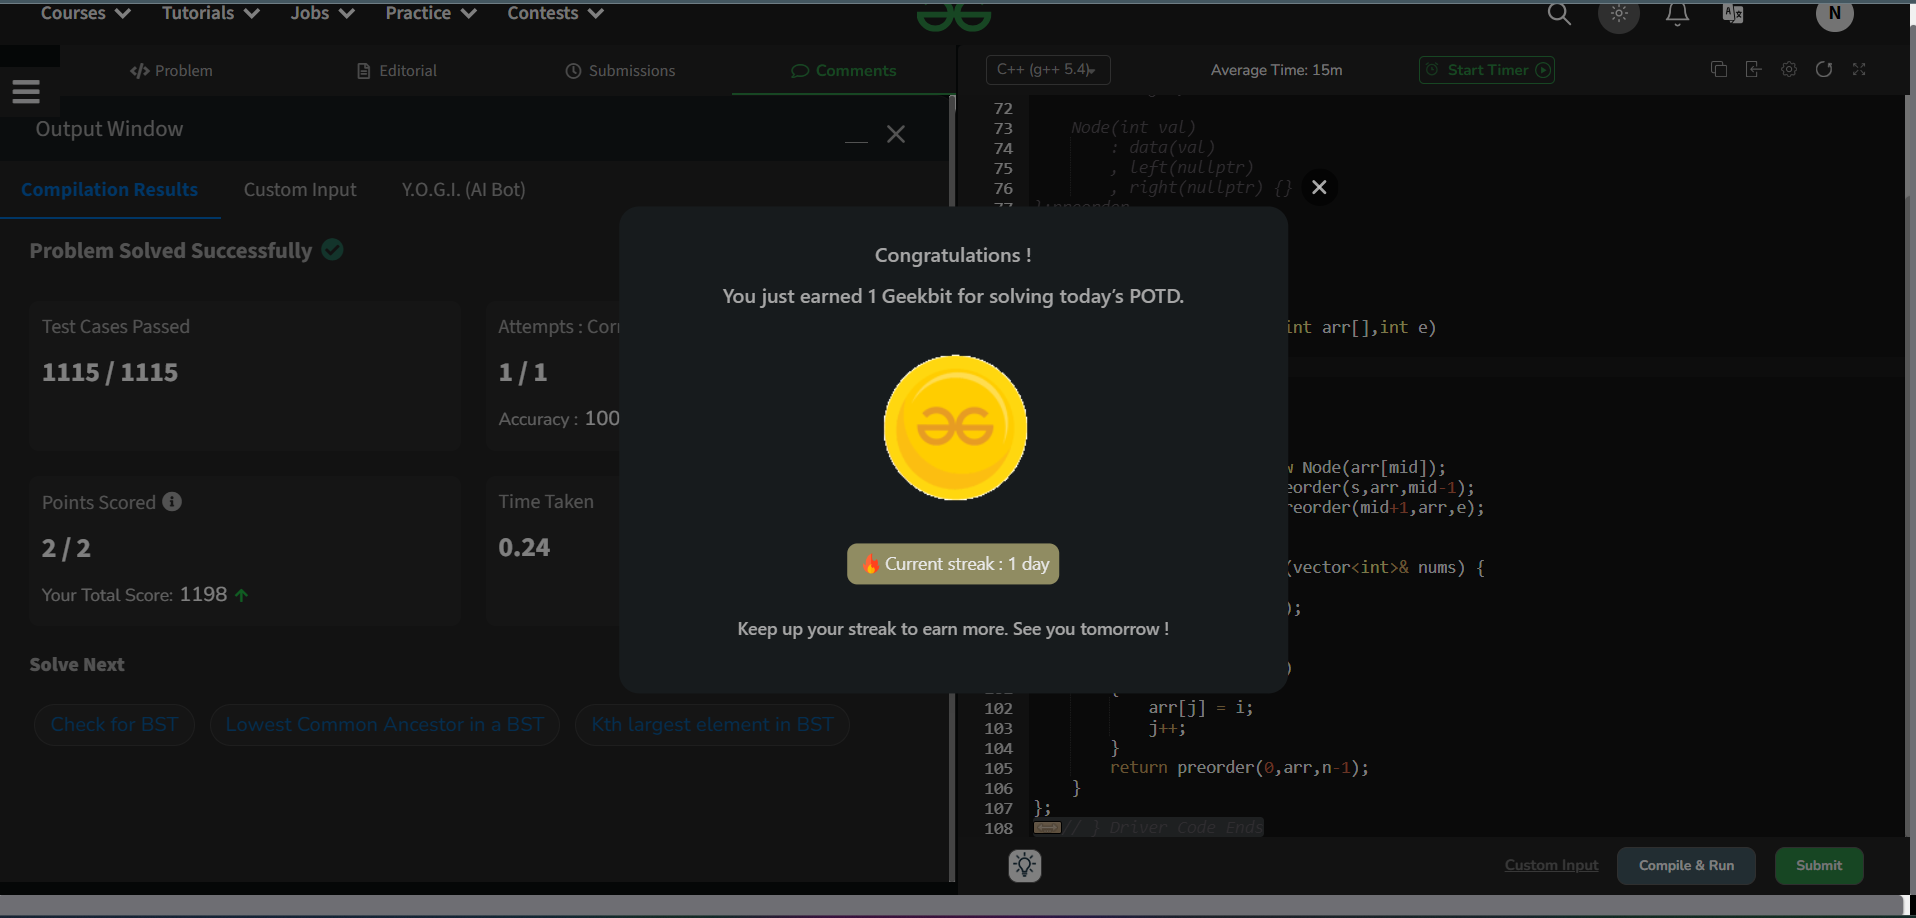 Courses Tutorials Jobs Practice Contests N
Problem Editorial Submissions Comments
Output Window
Compilation Results Custom Input Y.O.G.I. (AI Bot)
Problem Solved Successfully
Test Cases Passed
1115 / 1115
Attempts : Corr
1 / 1
Accuracy : 100
Points Scored
2 / 2
Your Total Score: 1198
Time Taken
0.24
Solve Next
Check for BST Lowest Common Ancestor in a BST Kth largest element in BST
Congratulations !
You just earned 1 Geekbit for solving today's POTD.
Current streak : 1 day
Keep up your streak to earn more. See you tomorrow !
C++ (g++ 5.4) Average Time: 15m Start Timer
72
73 Node(int val)
74 : data(val)
75 , left(nullptr)
76 , right(nullptr) {}
77 };preorder
int arr[],int e)
Node(arr[mid]);
eorder(s,arr,mid-1);
reorder(mid+1,arr,e);
(vector<int>& nums) {
);
)
{
102 arr[j] = i;
103 j++;
104 }
105 return preorder(0,arr,n-1);
106 }
107 };
108 // } Driver Code Ends
Custom Input Compile & Run Submit